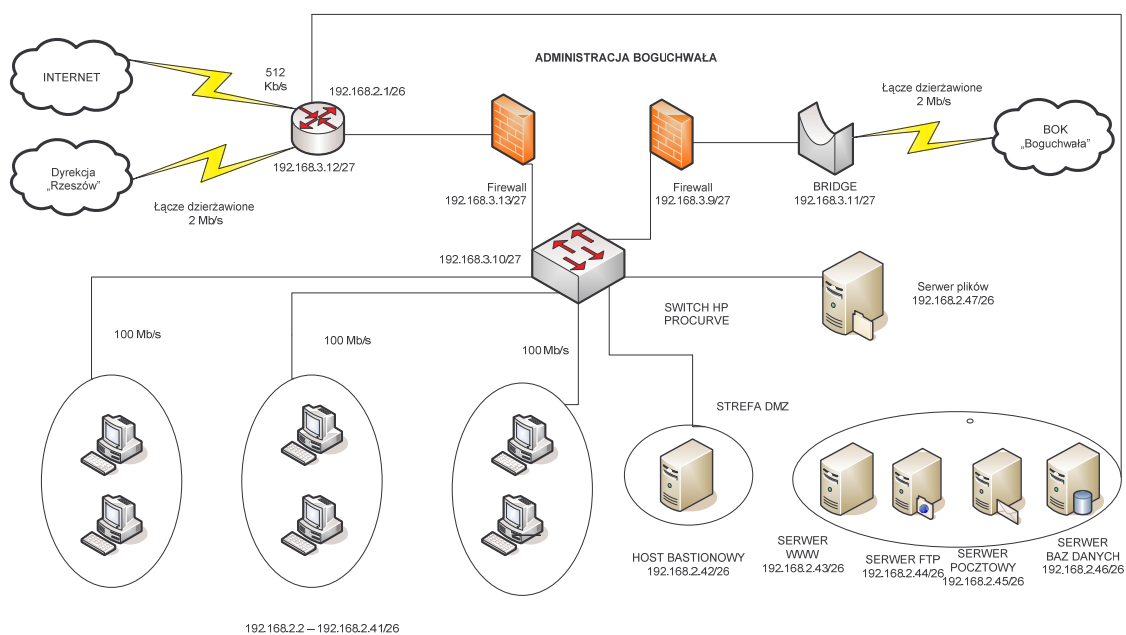 ADMINISTRACJA BOGUCHWAŁA
INTERNET
512
Kb/s
192.168.2.1/26
Łącze dzierżawione
2 Mb/s
BOK
„Boguchwała”
Dyrekcja
„Rzeszów”
192.168.3.12/27
Łącze dzierżawione
2 Mb/s
Firewall
192.168.3.13/27
Firewall
192.168.3.9/27
BRIDGE
192.168.3.11/27
192.168.3.10/27
SWITCH HP
PROCURVE
Serwer plików
192.168.2.47/26
100 Mb/s
100 Mb/s
100 Mb/s
STREFA DMZ
HOST BASTIONOWY
192.168.2.42/26
SERWER
WWW
192.168.2.43/26
SERWER FTP
192.168.2.44/26
SERWER
POCZTOWY
192.168.2.45/26
SERWER
BAZ DANYCH
192.168.2.46/26
192.168.2.2 – 192.168.2.41/26